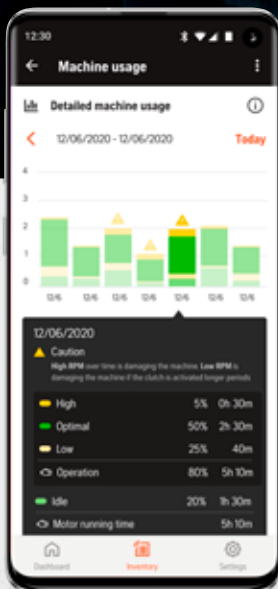 12:30
Machine usage
Detailed machine usage
12/06/2020 - 12/06/2020
Today
4
3
2
1
0
12/6 12/6 12/6 12/6 12/6 12/6 12/6
12/06/2020
Caution
High RPM over time is damaging the machine. Low RPM is
damaging the machine if the clutch is activated longer periods
High 5% 0h 30m
Optimal 50% 2h 30m
Low 25% 40m
Operation 80% 5h 10m
Idle 20% 1h 30m
Motor running time 5h 10m
Dashboard Inventory Settings